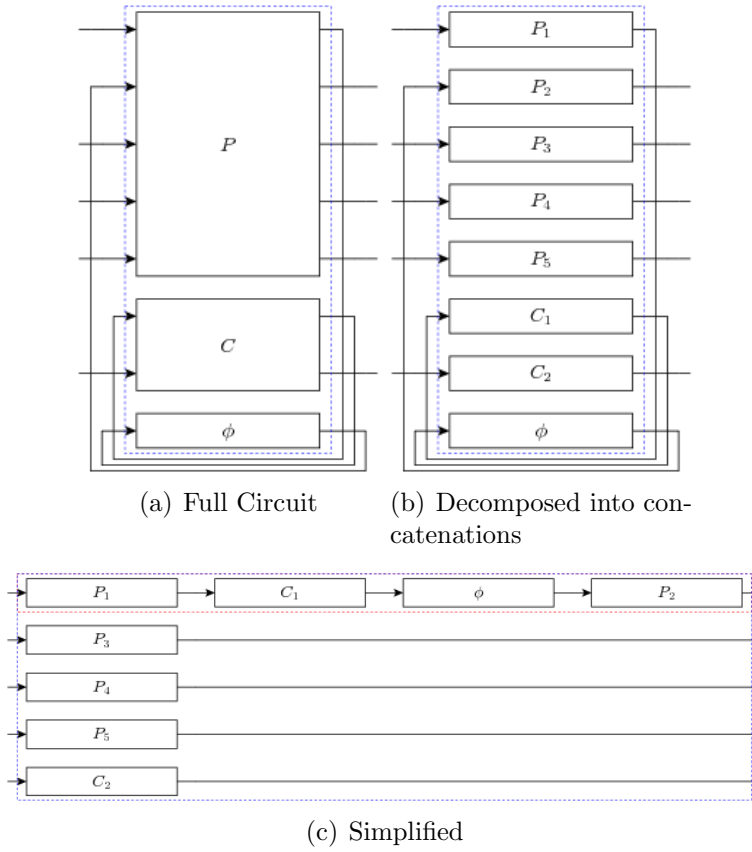 P
C
ϕ
P₁
P₂
P₃
P₄
P₅
C₁
C₂
ϕ
(a) Full Circuit
(b) Decomposed into con-
catenations
P₁ C₁ ϕ P₂
P₃
P₄
P₅
C₂
(c) Simplified